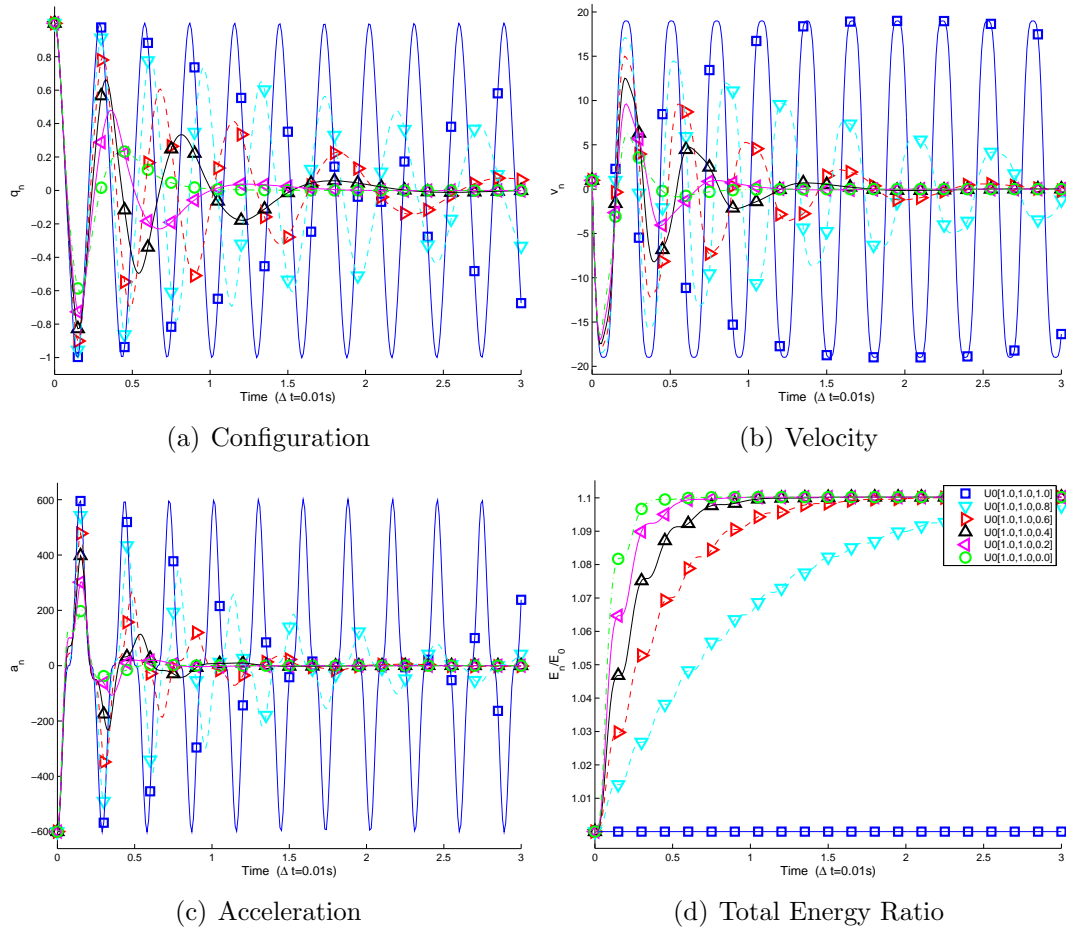 1
0.8
0.6
0.4
0.2
0
−0.2
−0.4
−0.6
−0.8
−1
q_n
0 0.5 1 1.5 2 2.5 3
Time (Δ t=0.01s)
(a) Configuration
20
15
10
5
0
−5
−10
−15
−20
v_n
0 0.5 1 1.5 2 2.5 3
Time (Δ t=0.01s)
(b) Velocity
600
400
200
0
−200
−400
−600
a_n
0 0.5 1 1.5 2 2.5 3
Time (Δ t=0.01s)
(c) Acceleration
1.1
1.09
1.08
1.07
1.06
1.05
1.04
1.03
1.02
1.01
1
E_n/E_0
U0[1.0,1.0,1.0]
U0[1.0,1.0,0.8]
U0[1.0,1.0,0.6]
U0[1.0,1.0,0.4]
U0[1.0,1.0,0.2]
U0[1.0,1.0,0.0]
0 0.5 1 1.5 2 2.5 3
Time (Δ t=0.01s)
(d) Total Energy Ratio